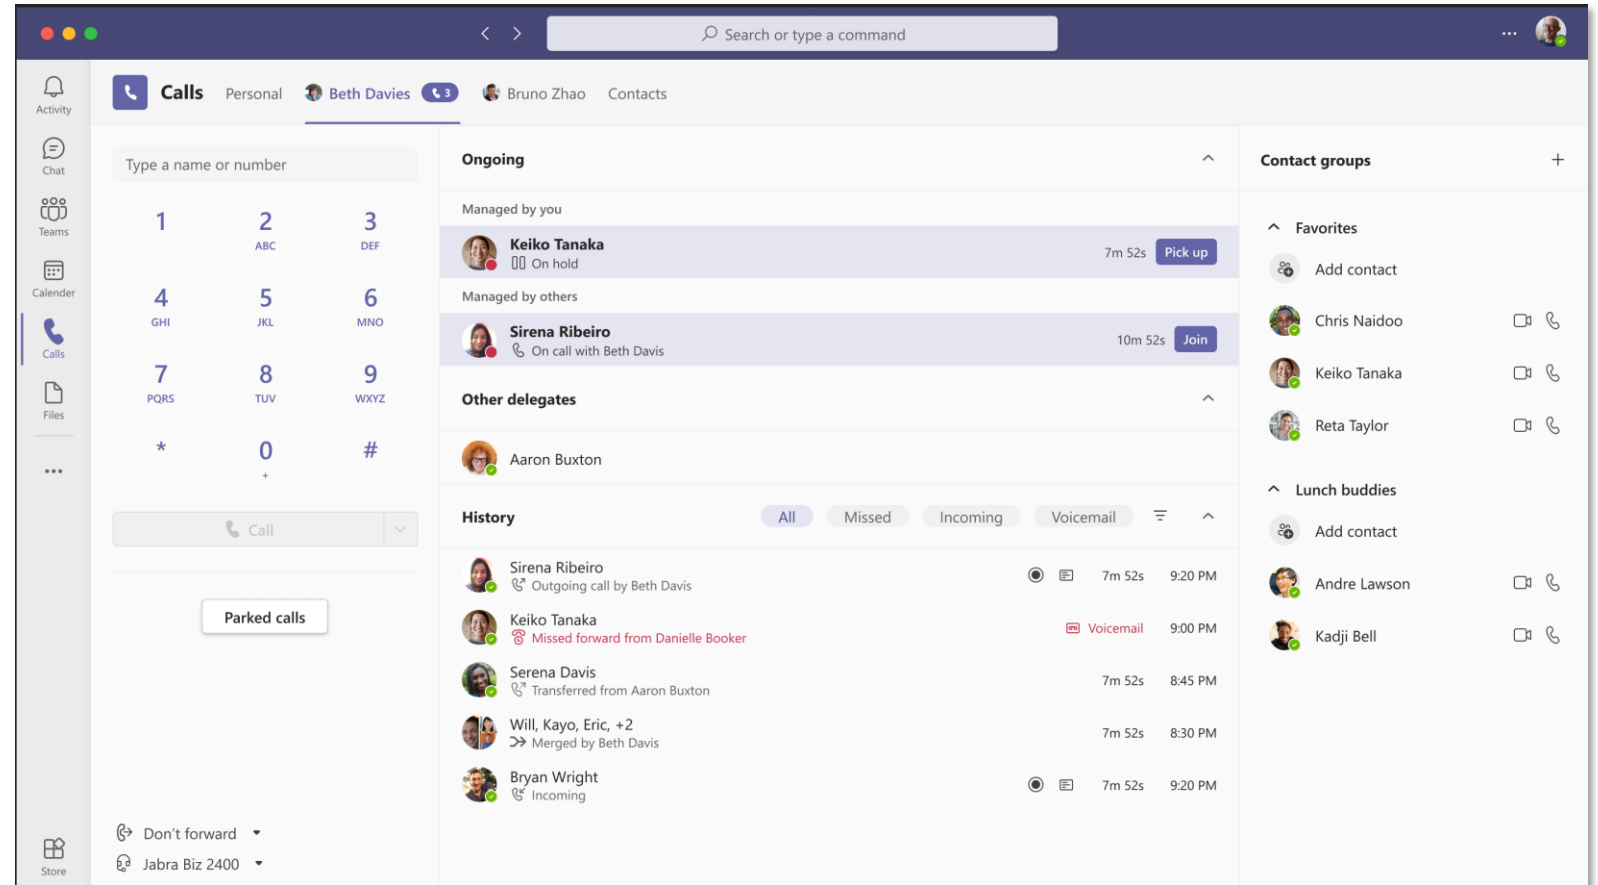 Search or type a command
...
Activity
Chat
Teams
Calender
Calls
Files
...
Store
Calls
Personal
Beth Davies
3
Bruno Zhao
Contacts
Type a name or number
1
2
3
ABC
DEF
4
5
6
GHI
JKL
MNO
7
8
9
PQRS
TUV
WXYZ
*
0
#
+
Call
Parked calls
Don't forward
Jabra Biz 2400
Ongoing
Managed by you
Keiko Tanaka
On hold
7m 52s
Pick up
Managed by others
Sirena Ribeiro
On call with Beth Davis
10m 52s
Join
Other delegates
Aaron Buxton
History
All
Missed
Incoming
Voicemail
Sirena Ribeiro
Outgoing call by Beth Davis
7m 52s
9:20 PM
Keiko Tanaka
Missed forward from Danielle Booker
Voicemail
9:00 PM
Serena Davis
Transferred from Aaron Buxton
7m 52s
8:45 PM
Will, Kayo, Eric, +2
Merged by Beth Davis
7m 52s
8:30 PM
Bryan Wright
Incoming
7m 52s
9:20 PM
Contact groups
Favorites
Add contact
Chris Naidoo
Keiko Tanaka
Reta Taylor
Lunch buddies
Add contact
Andre Lawson
Kadji Bell